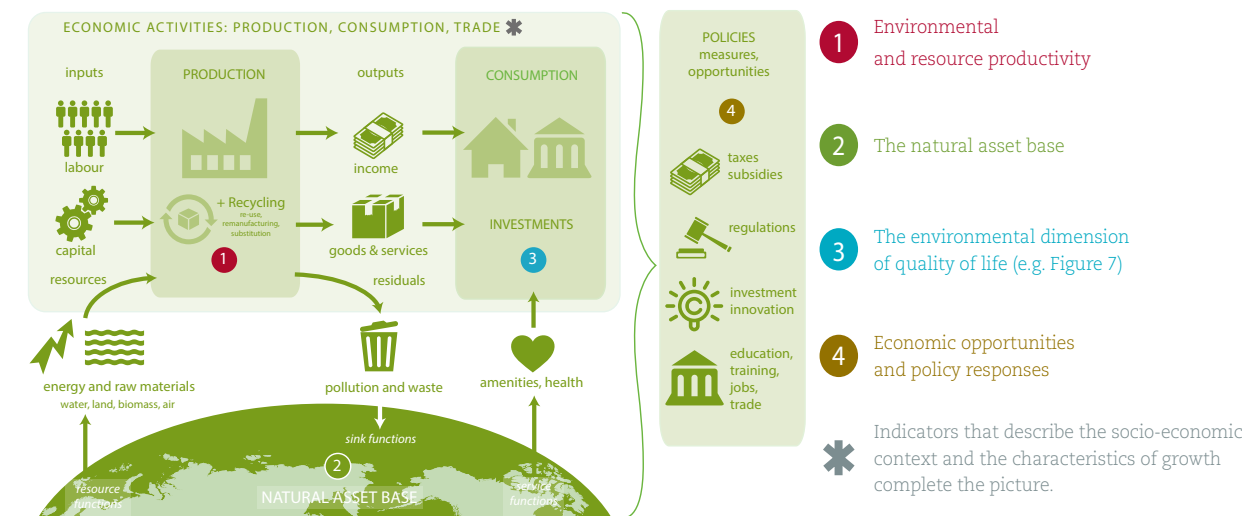 ECONOMIC ACTIVITIES: PRODUCTION, CONSUMPTION, TRADE ✱
inputs
PRODUCTION
outputs
CONSUMPTION
labour
income
+ Recycling
re-use,
remanufacturing,
substitution
INVESTMENTS
capital
goods & services
1
3
resources
residuals
energy and raw materials
water, land, biomass, air
pollution and waste
amenities, health
sink functions
2
resource
functions
NATURAL ASSET BASE
service
functions
POLICIES
measures,
opportunities
4
taxes
subsidies
regulations
C
investment
innovation
education,
training,
jobs,
trade
1
Environmental
and resource productivity
2
The natural asset base
3
The environmental dimension
of quality of life (e.g. Figure 7)
4
Economic opportunities
and policy responses
✱
Indicators that describe the socio-economic
context and the characteristics of growth
complete the picture.